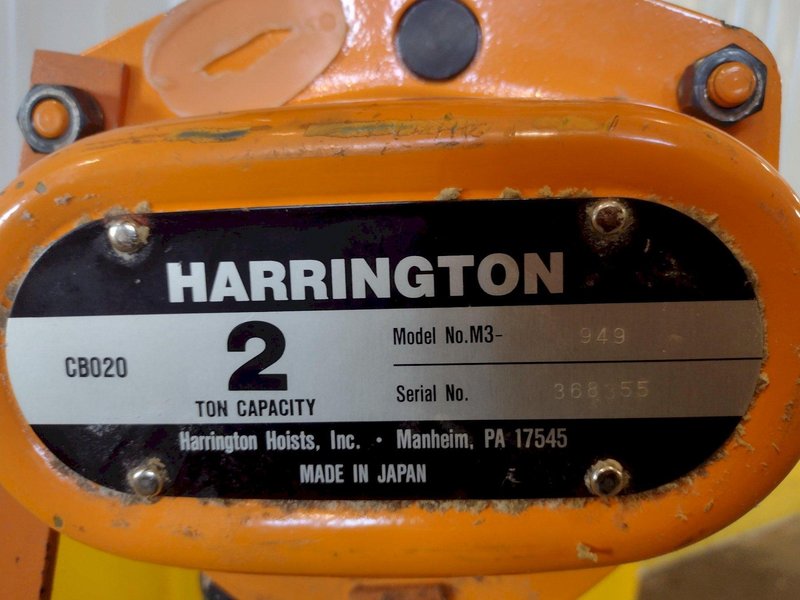 HARRINGTON
CB020
2
TON CAPACITY
Model No.M3- 949
Serial No. 368355
Harrington Hoists, Inc. • Manheim, PA 17545
MADE IN JAPAN